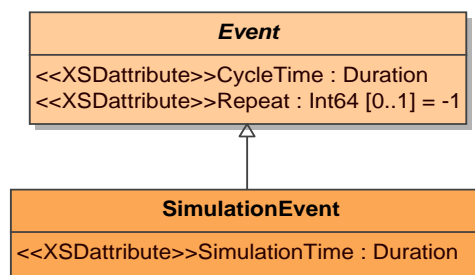 Event
<<XSDattribute>>CycleTime : Duration
<<XSDattribute>>Repeat : Int64 [0..1] = -1
SimulationEvent
<<XSDattribute>>SimulationTime : Duration